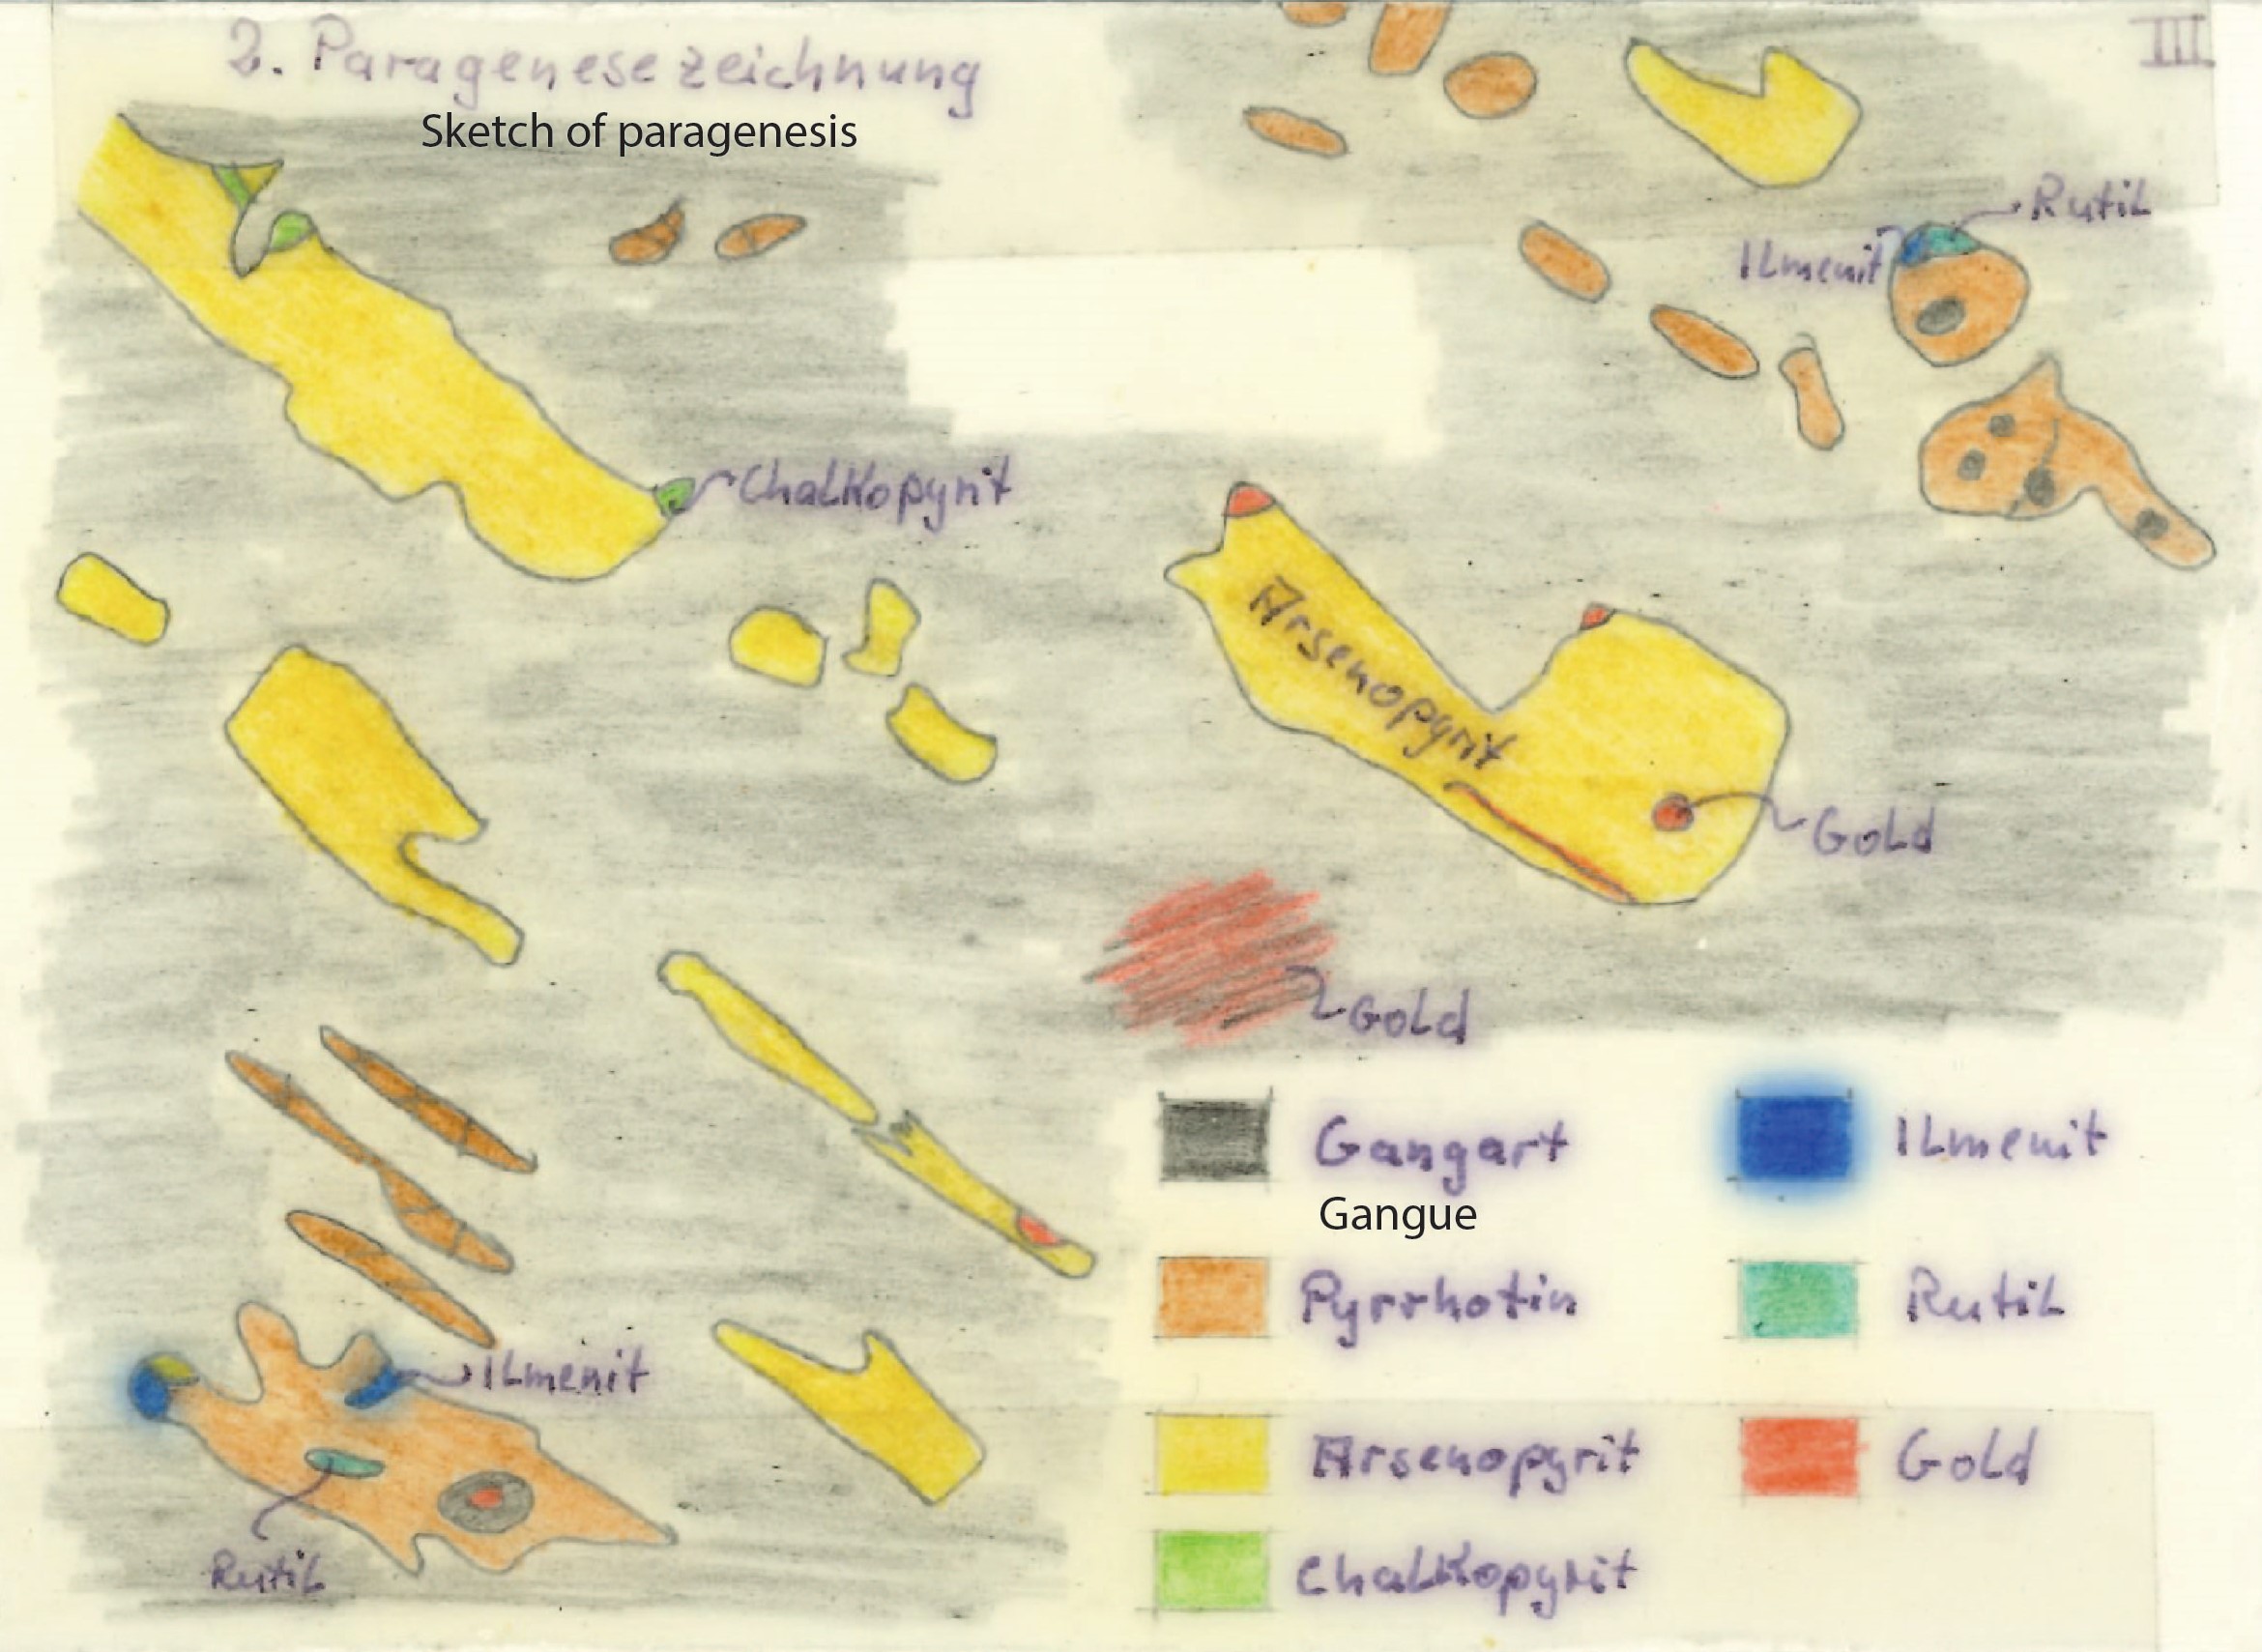 2. Paragenesezeichnung
III
Sketch of paragenesis
Rutil
Ilmenit
Chalkopyrit
Arsenopyrit
Gold
Gold
Gangart
Ilmenit
Gangue
Pyrrhotin
Rutil
Ilmenit
Arsenopyrit
Gold
Rutil
Chalkopyrit